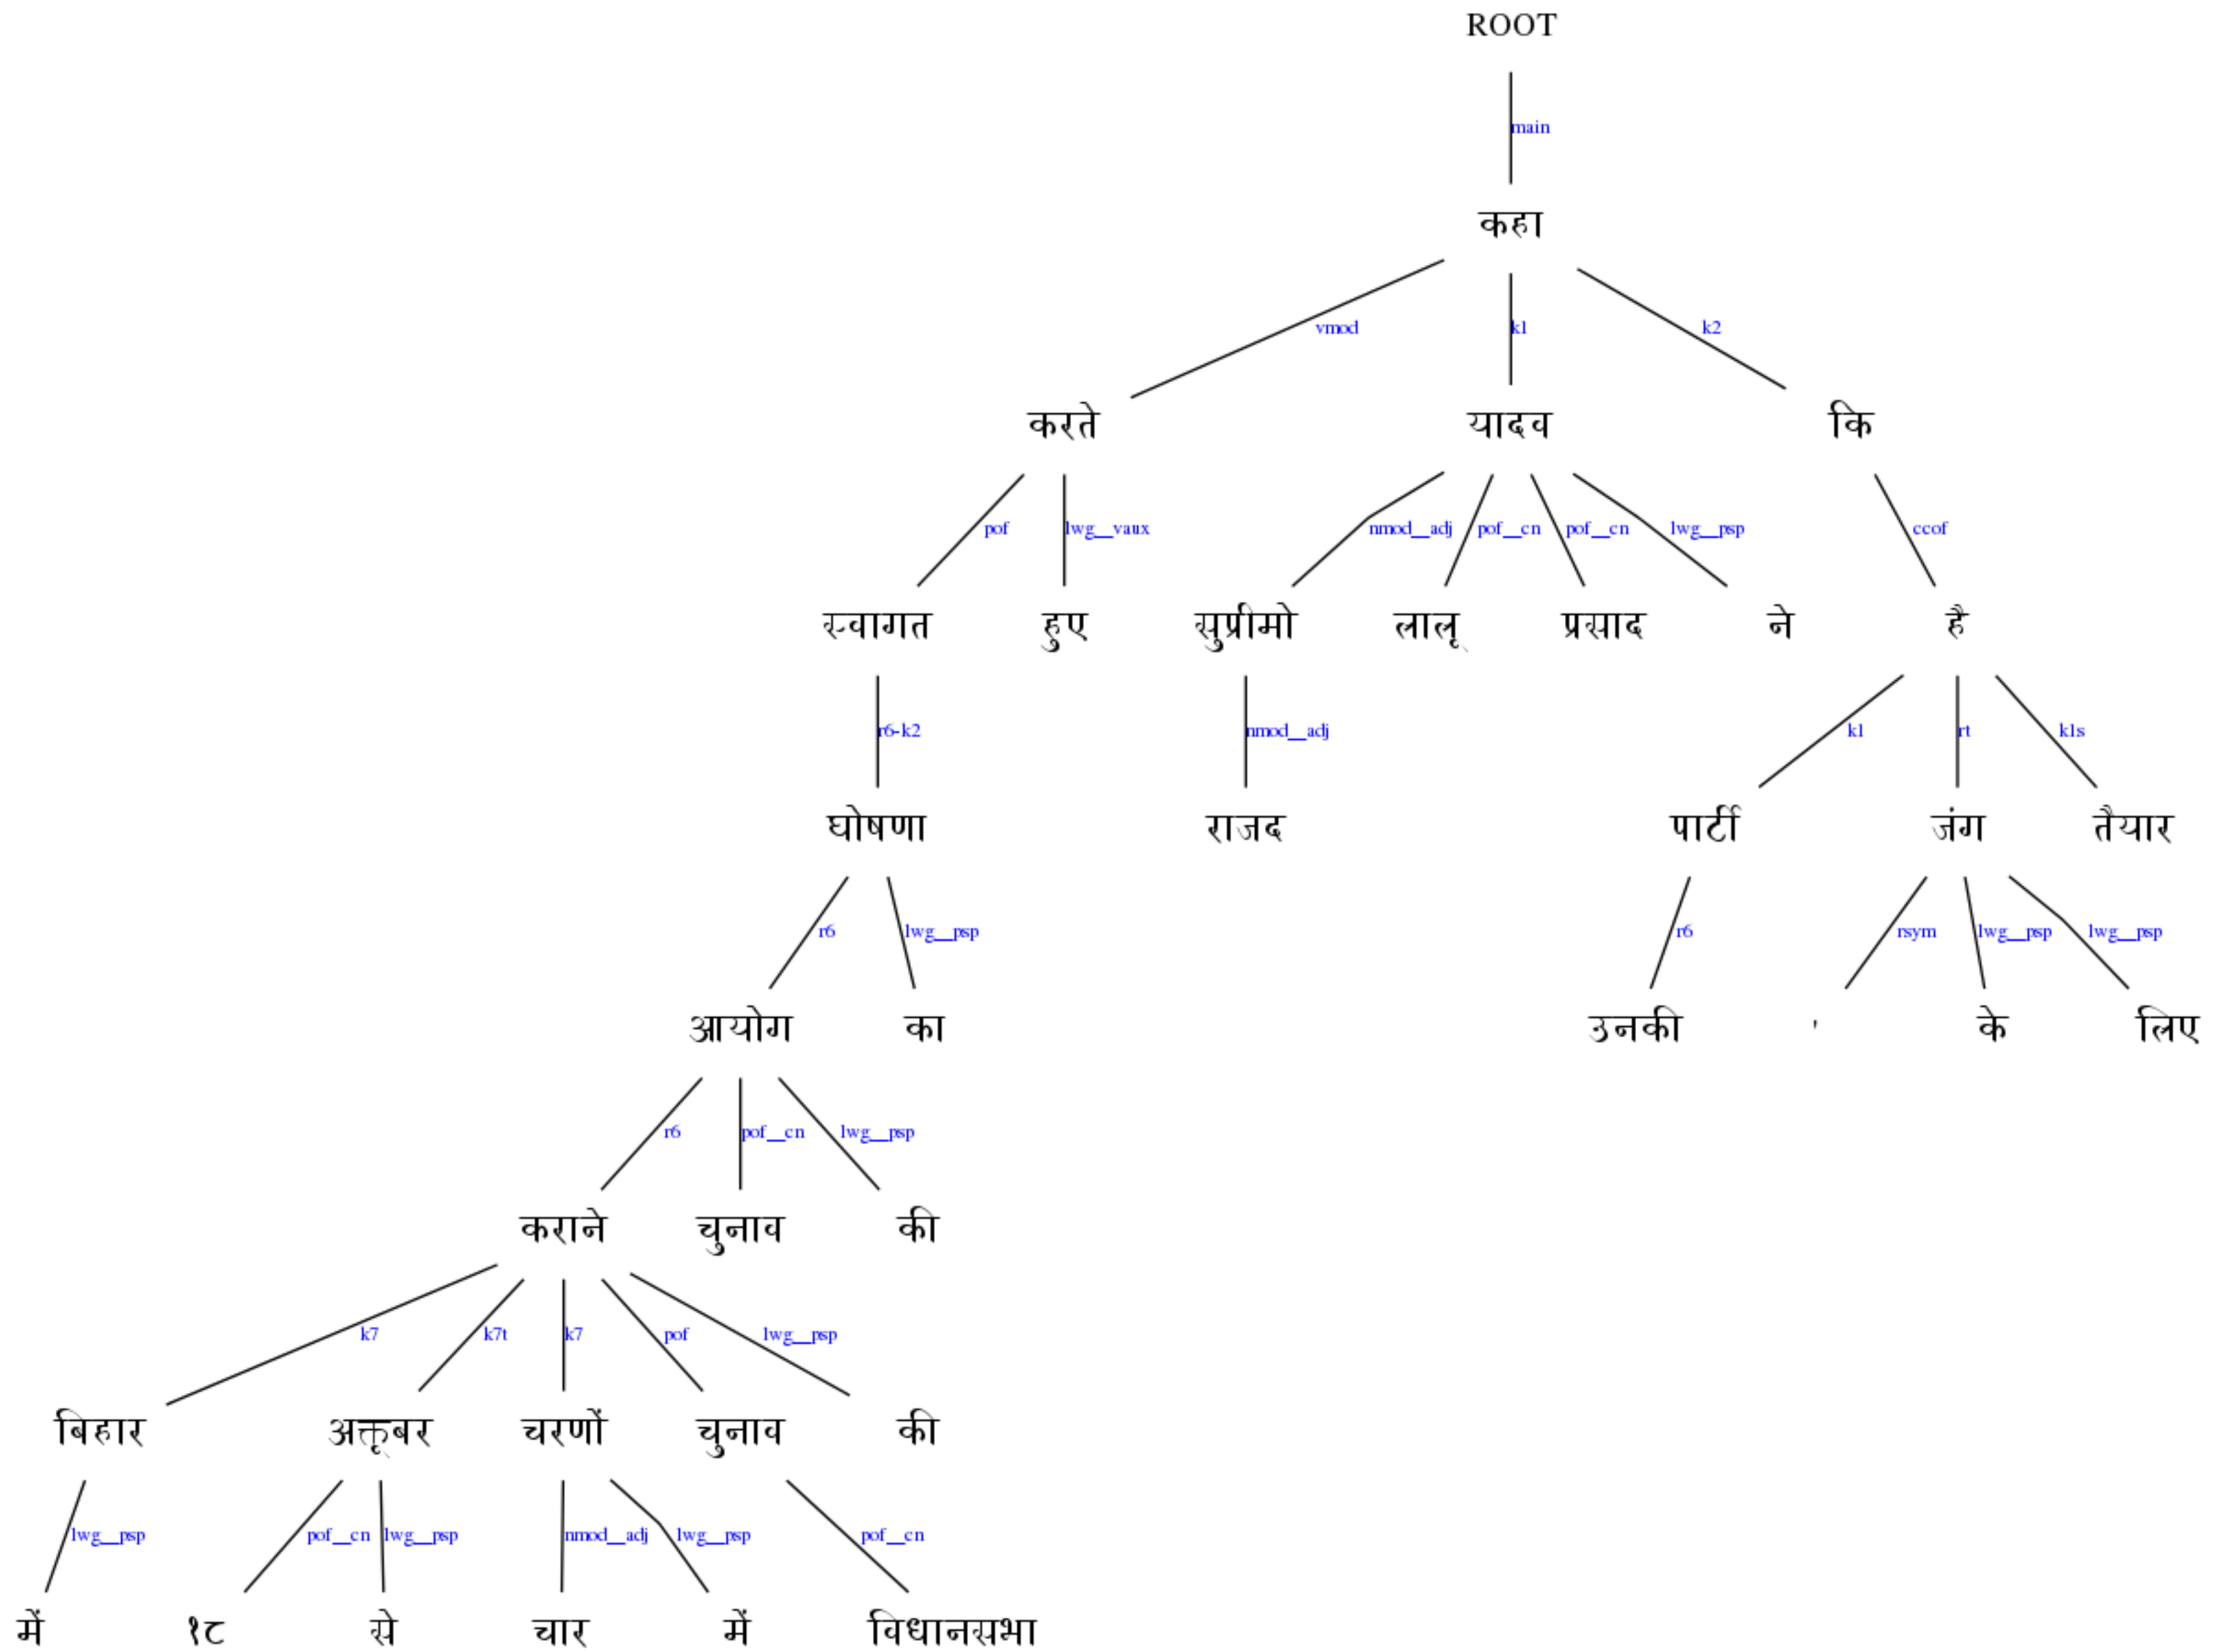 ROOT
main
कहा
vmod k1 k2
करते यादव कि
pof lwg__vaux nmod__adj pof__cn pof__cn lwg__psp ccof
स्वागत हुए सुप्रीमो लालू प्रसाद ने है
r6-k2 nmod__adj k1 rt k1s
घोषणा राजद पार्टी जंग तैयार
r6 lwg__psp r6 rsym lwg__psp lwg__psp
आयोग का उनकी ' के लिए
r6 pof__cn lwg__psp
कराने चुनाव की
k7 k7t k7 pof lwg__psp
बिहार अक्तूबर चरणों चुनाव की
lwg__psp pof__cn lwg__psp nmod__adj lwg__psp pof__cn
में १८ से चार में विधानसभा